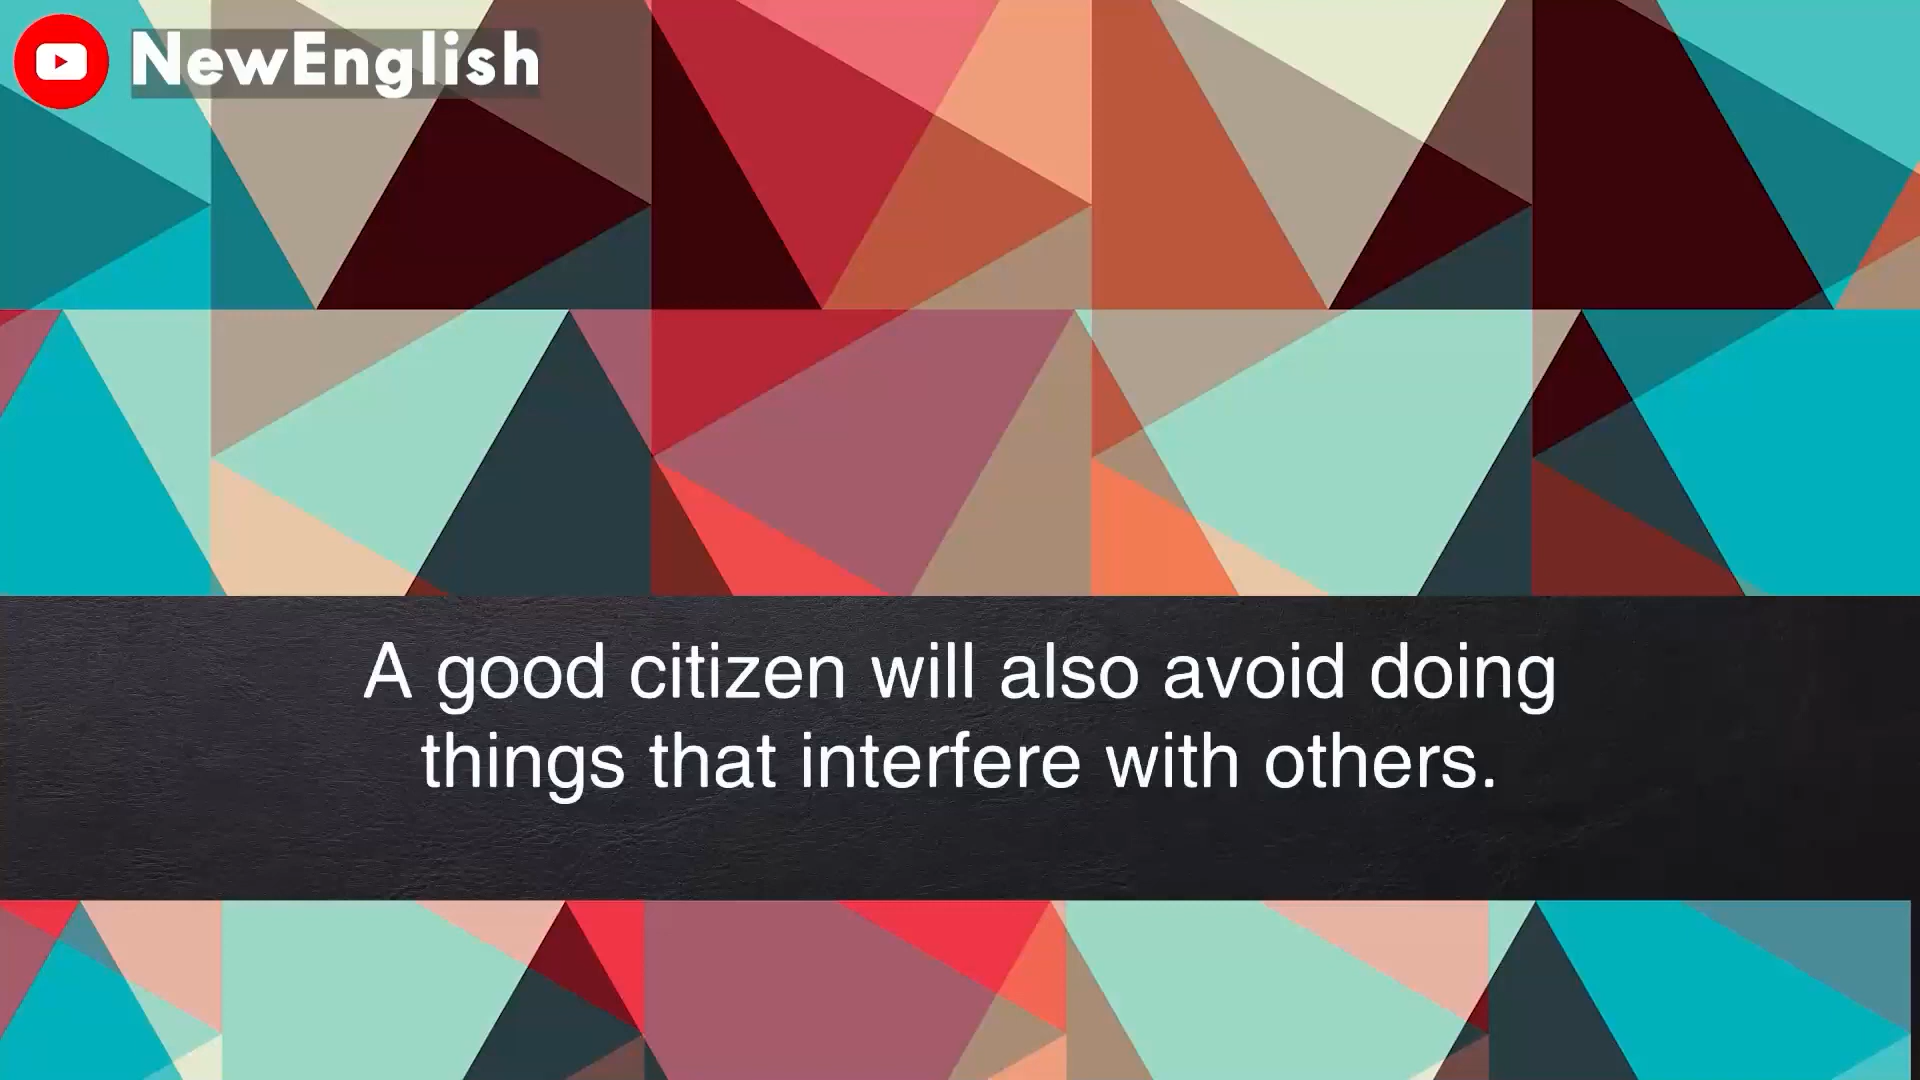 NewEnglish
A good citizen will also avoid doing
things that interfere with others.